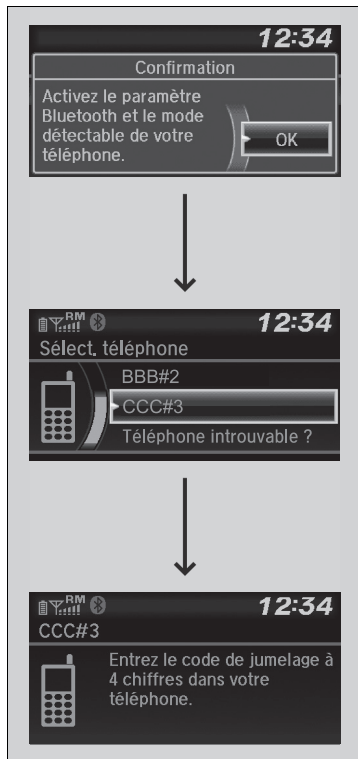 12:34
Confirmation
Activez le paramètre
Bluetooth et le mode
détectable de votre
téléphone.
OK
RM
12:34
Sélect. téléphone
BBB#2
CCC#3
Téléphone introuvable ?
RM
12:34
CCC#3
Entrez le code de jumelage à
4 chiffres dans votre
téléphone.